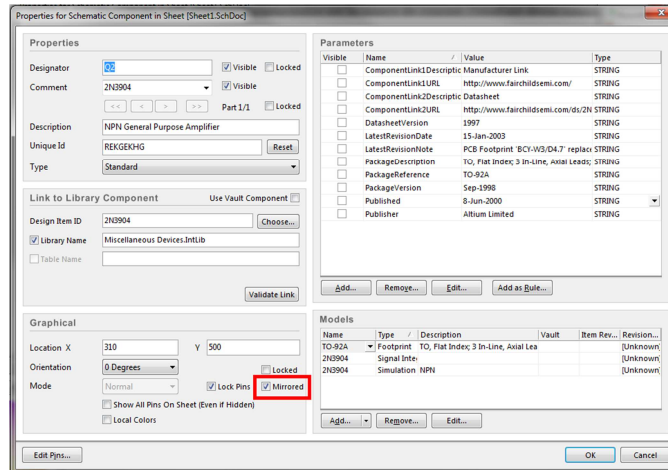 Properties for Schematic Component in Sheet [Sheet1.SchDoc]
Properties
Designator Q2 Visible Locked
Comment 2N3904 Visible
<< < > >> Part 1/1 Locked
Description NPN General Purpose Amplifier
Unique Id REKGEKHG Reset
Type Standard
Link to Library Component Use Vault Component
Design Item ID 2N3904 Choose...
Library Name Miscellaneous Devices.IntLib
Table Name
Validate Link
Graphical
Location X 310 Y 500
Orientation 0 Degrees Locked
Mode Normal Lock Pins Mirrored
Show All Pins On Sheet (Even if Hidden)
Local Colors
Parameters
Visible Name / Value Type
ComponentLink1Descriptic Manufacturer Link STRING
ComponentLink1URL http://www.fairchildsemi.com/ STRING
ComponentLink2Descriptic Datasheet STRING
ComponentLink2URL http://www.fairchildsemi.com/ds/2N STRING
DatasheetVersion 1997 STRING
LatestRevisionDate 15-Jan-2003 STRING
LatestRevisionNote PCB Footprint 'BCY-W3/D4.7' replac STRING
PackageDescription TO, Flat Index; 3 In-Line, Axial Leads; STRING
PackageReference TO-92A STRING
PackageVersion Sep-1998 STRING
Published 8-Jun-2000 STRING
Publisher Altium Limited STRING
Add... Remove... Edit... Add as Rule...
Models
Name Type / Description Vault Item Rev... Revision...
TO-92A Footprint TO, Flat Index; 3 In-Line, Axial Lea [Unknown]
2N3904 Signal Inte [Unknown]
2N3904 Simulation NPN [Unknown]
Add... Remove... Edit...
Edit Pins... OK Cancel